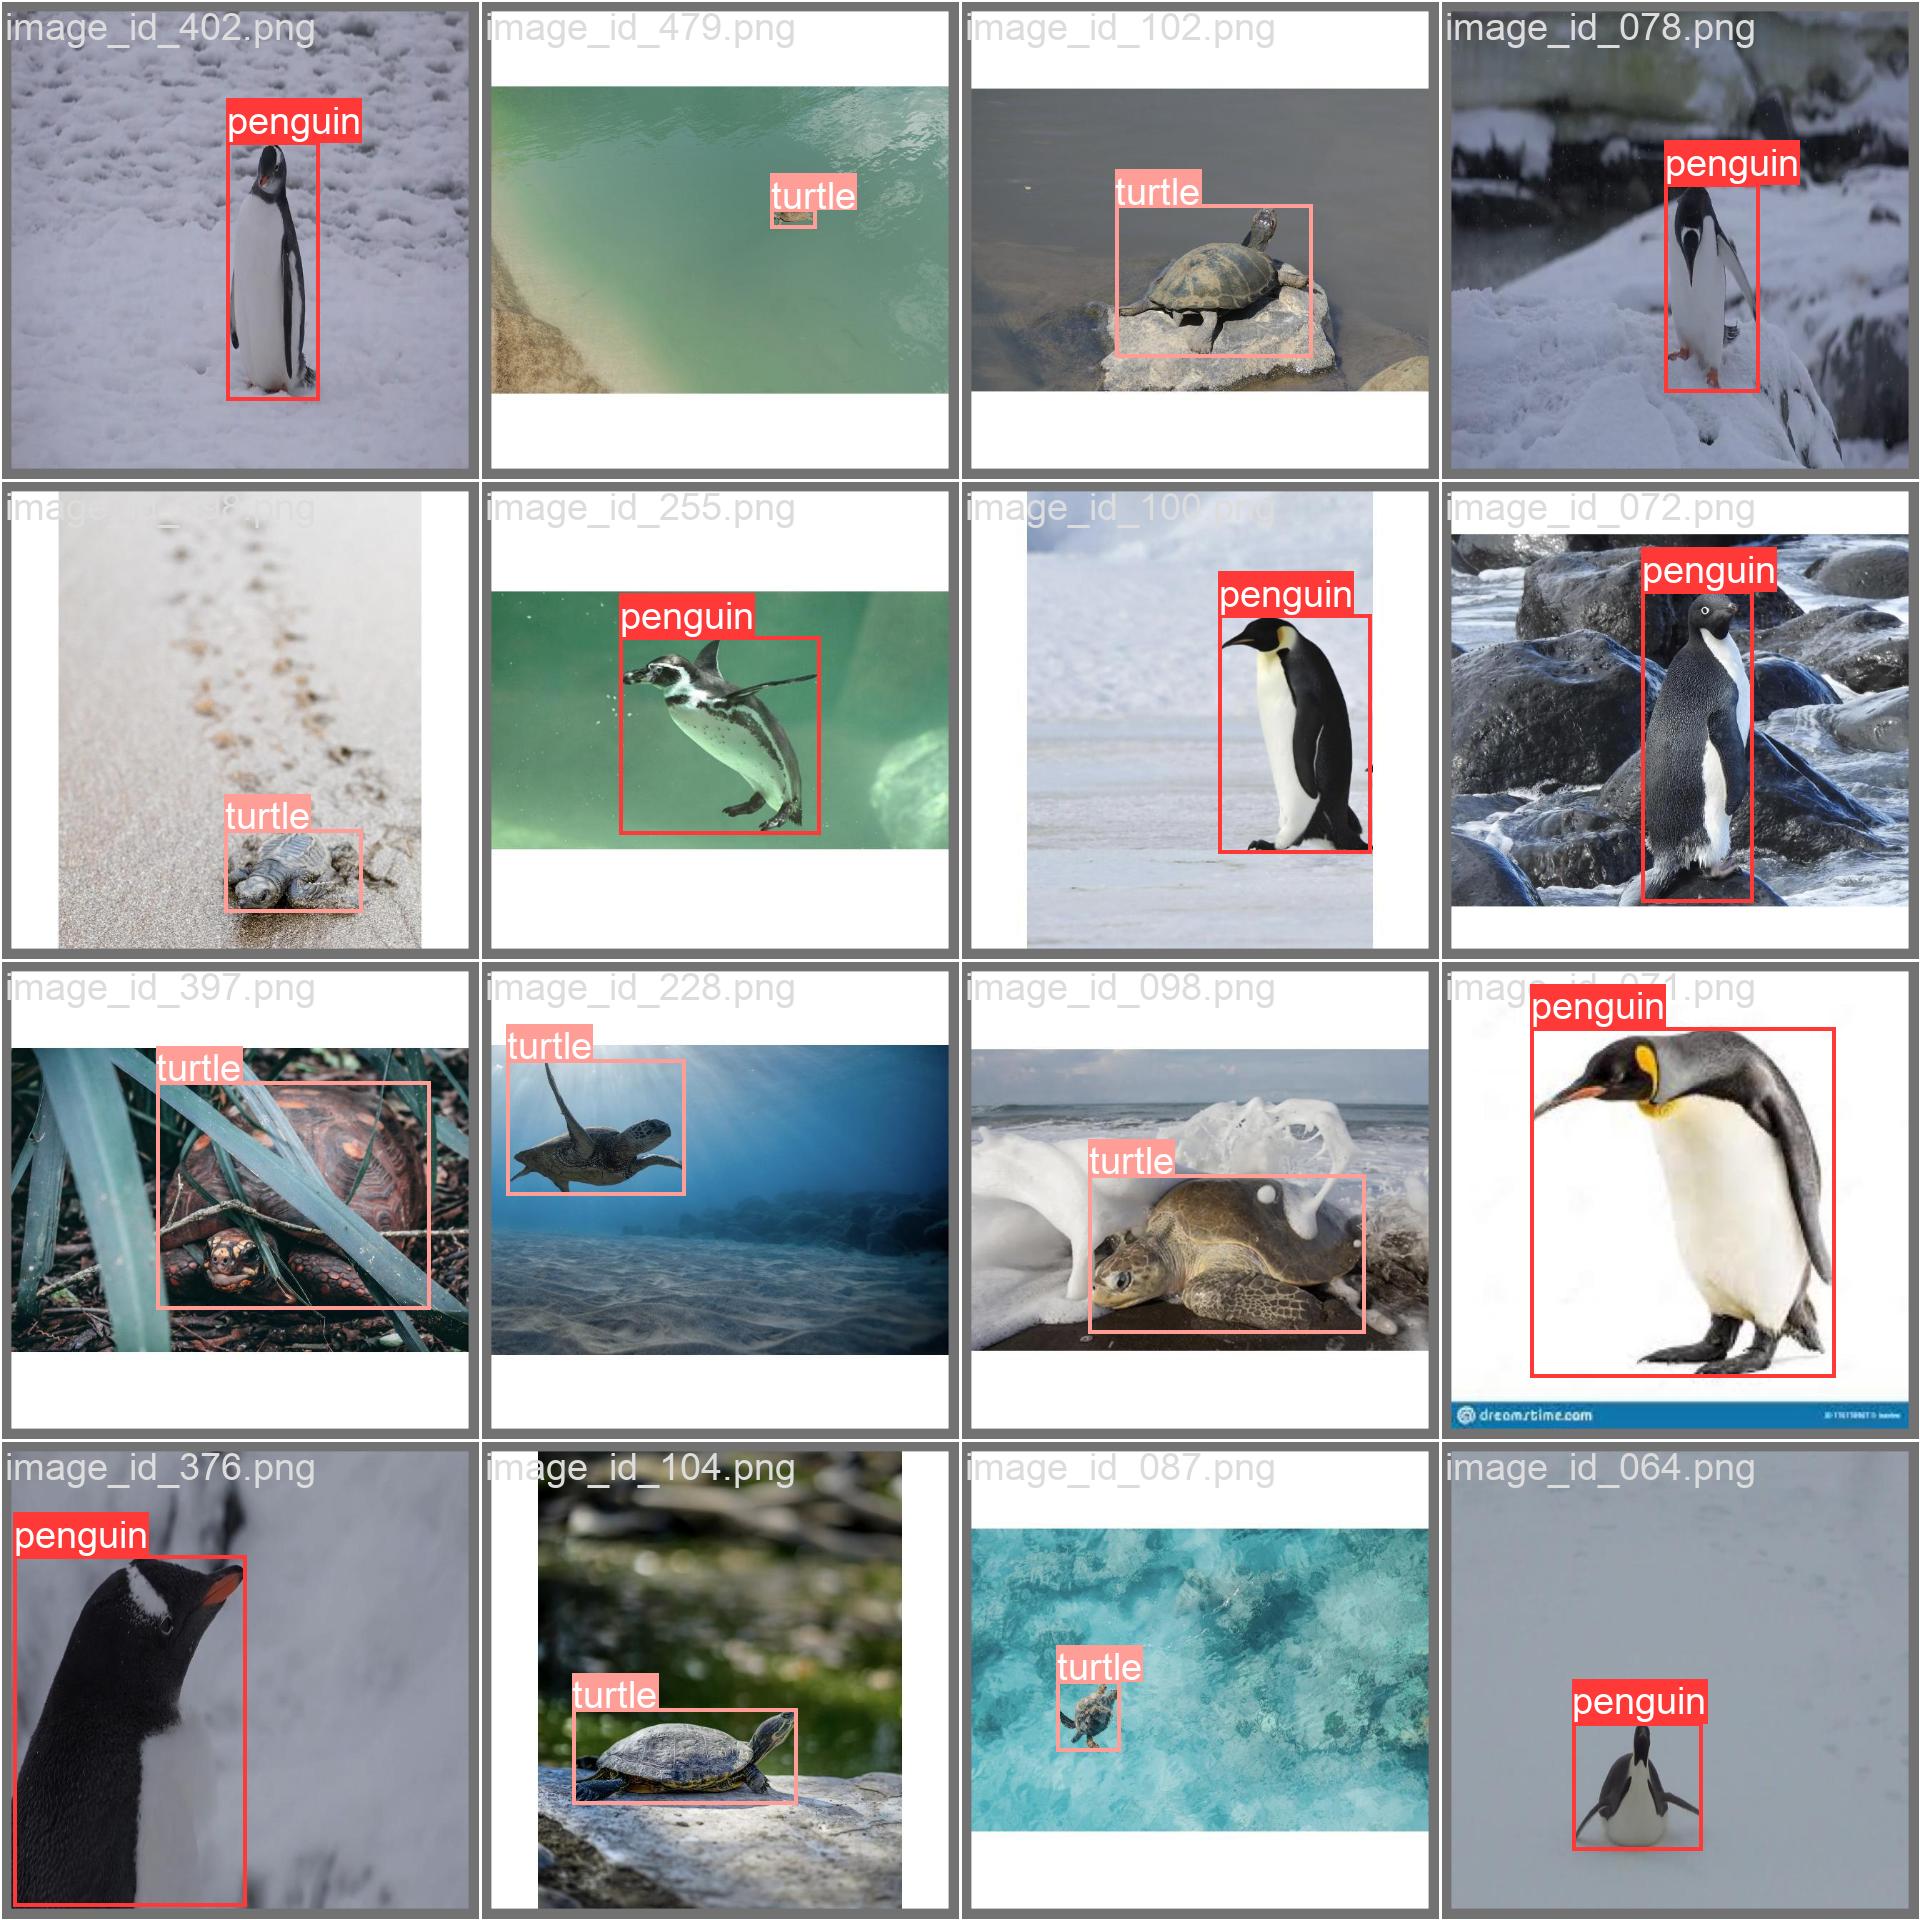 image_id_402.png
penguin
image_id_479.png
turtle
image_id_102.png
turtle
image_id_078.png
penguin
turtle
image_id_255.png
penguin
image_id_100.png
penguin
image_id_072.png
penguin
image_id_397.png
turtle
image_id_228.png
turtle
image_id_098.png
turtle
penguin
dreamstime.com
image_id_376.png
penguin
image_id_104.png
turtle
image_id_087.png
turtle
image_id_064.png
penguin